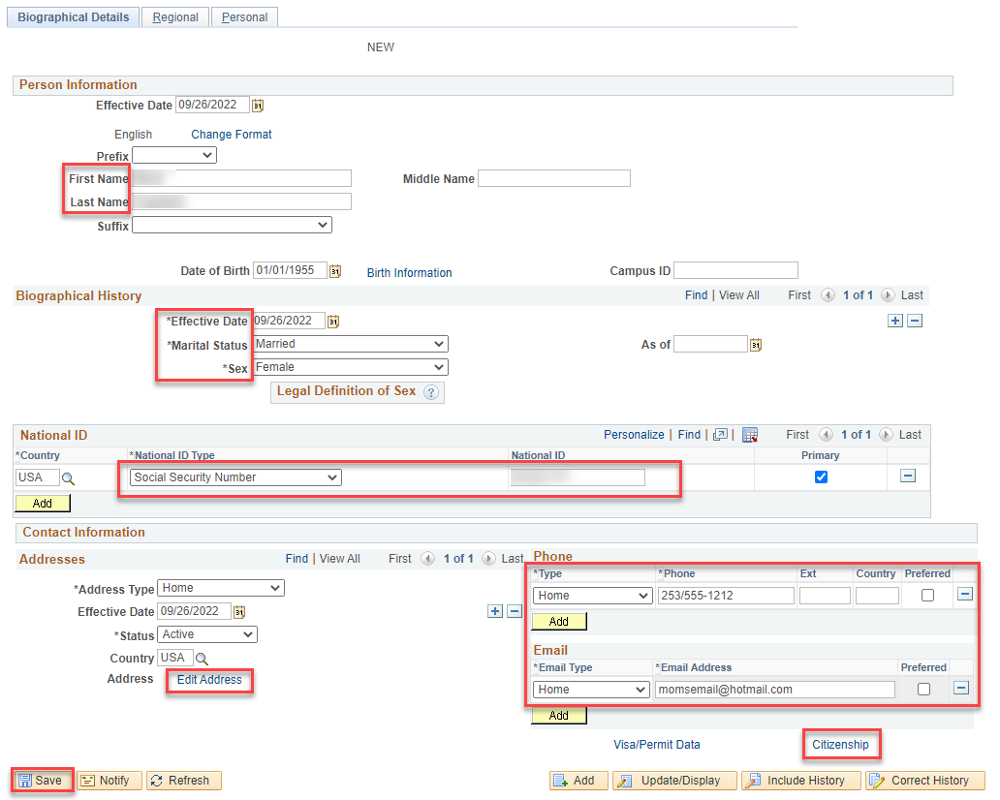 Biographical Details Regional Personal
NEW
Person Information
Effective Date 09/26/2022 31
English Change Format
Prefix
First Name Middle Name
Last Name
Suffix
Date of Birth 01/01/1955 31 Birth Information Campus ID
Biographical History Find | View All First 1 of 1 Last
*Effective Date 09/26/2022 31
*Marital Status Married As of 31
*Sex Female
Legal Definition of Sex ?
National ID Personalize | Find | | First 1 of 1 Last
*Country *National ID Type National ID Primary
USA Social Security Number
Add
Contact Information
Addresses Find | View All First 1 of 1 Last
Phone
*Type *Phone Ext Country Preferred
*Address Type Home
Home 253/555-1212
Effective Date 09/26/2022 31
Add
*Status Active
Email
Country USA
*Email Type *Email Address Preferred
Address Edit Address
Home momsemail@hotmail.com
Add
Visa/Permit Data Citizenship
Save Notify Refresh Add Update/Display Include History Correct History